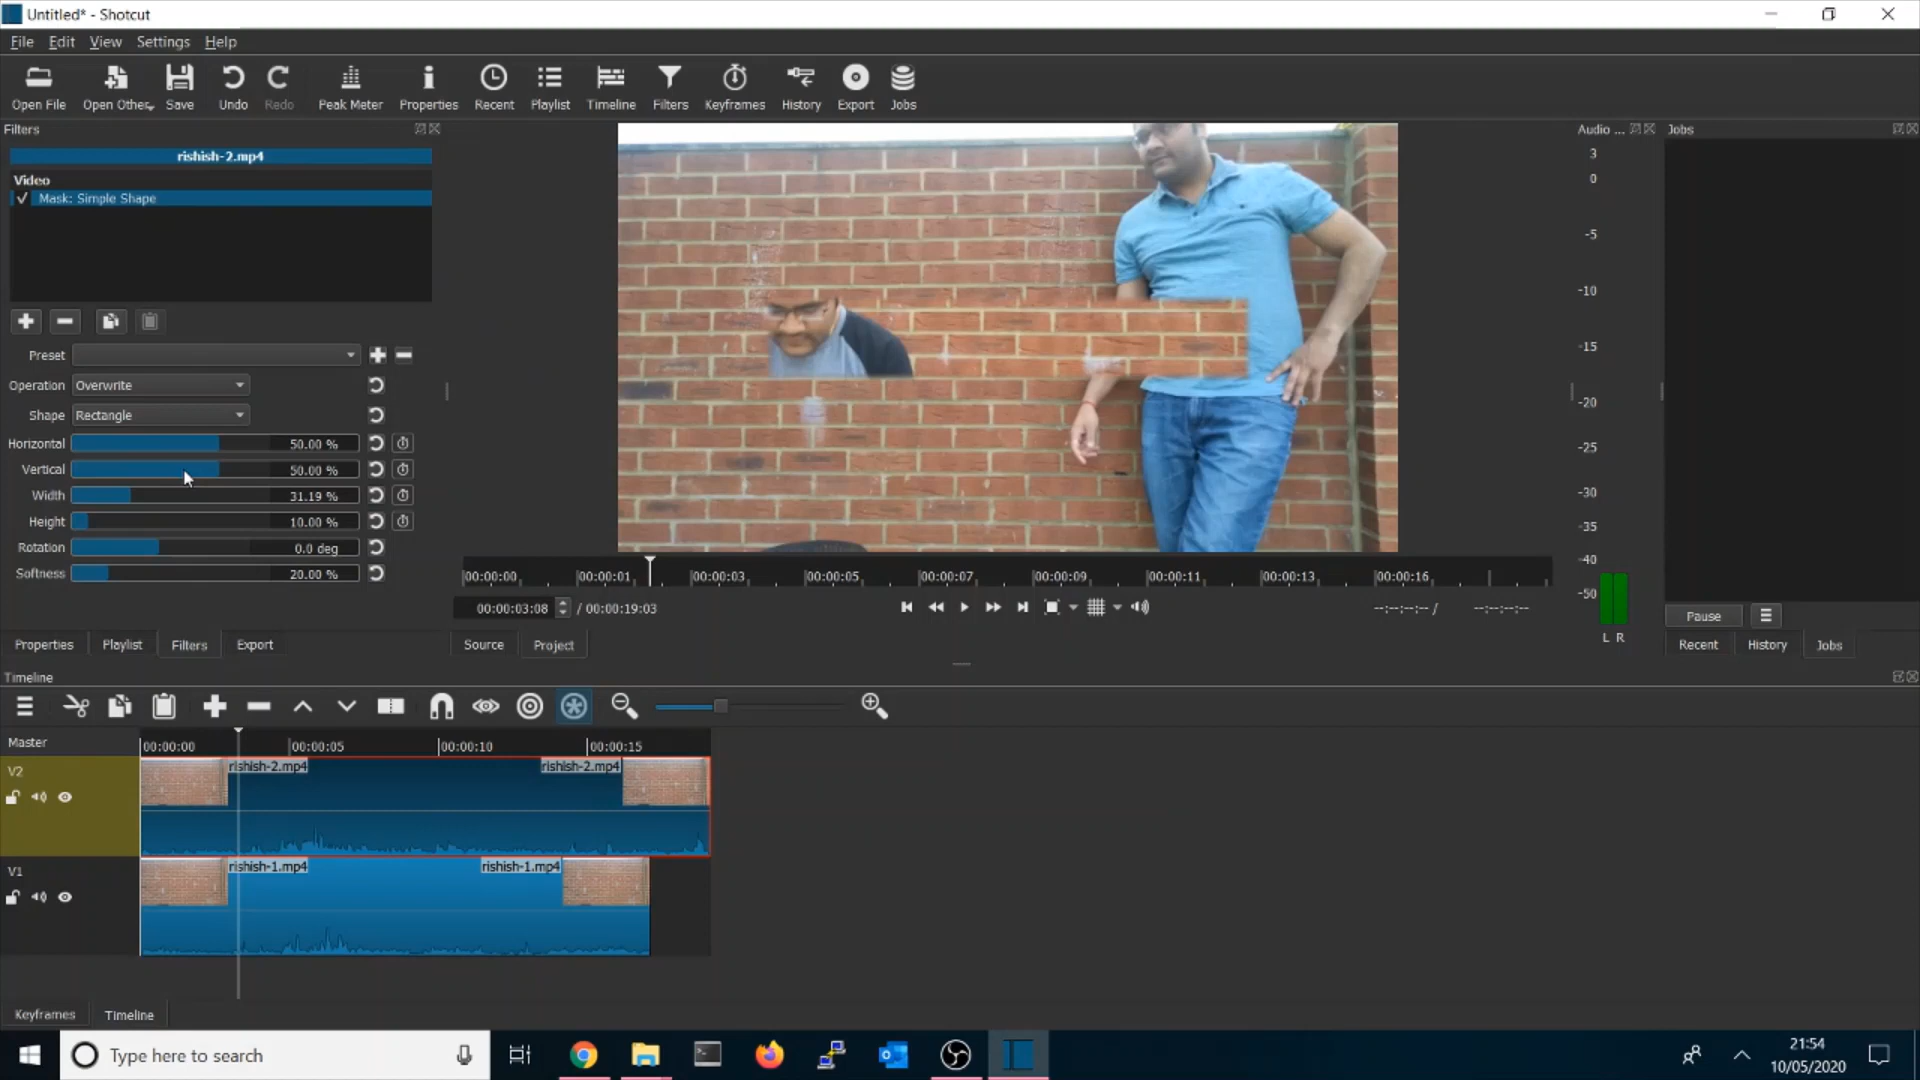 Untitled* - Shotcut
File Edit View Settings Help
Open File Open Other Save Undo Redo Peak Meter Properties Recent Playlist Timeline Filters Keyframes History Export Jobs
Filters
rishish-2.mp4
Video
Mask: Simple Shape
Preset
Operation Overwrite
Shape Rectangle
Horizontal 50.00 %
Vertical 50.00 %
Width 31.19 %
Height 10.00 %
Rotation 0.0 deg
Softness 20.00 %
Properties Playlist Filters Export
00:00:00 00:00:01 00:00:03 00:00:05 00:00:07 00:00:09 00:00:11 00:00:13 00:00:16
00:00:03:08 / 00:00:19:03
--:--:--:-- / --:--:--:--
Source Project
Audio ...
3
0
-5
-10
-15
-20
-25
-30
-35
-40
-50
L R
Jobs
Pause
Recent History Jobs
Timeline
Master
00:00:00 00:00:05 00:00:10 00:00:15
V2
rishish-2.mp4 rishish-2.mp4
V1
rishish-1.mp4 rishish-1.mp4
Keyframes Timeline
Type here to search
21:54
10/05/2020